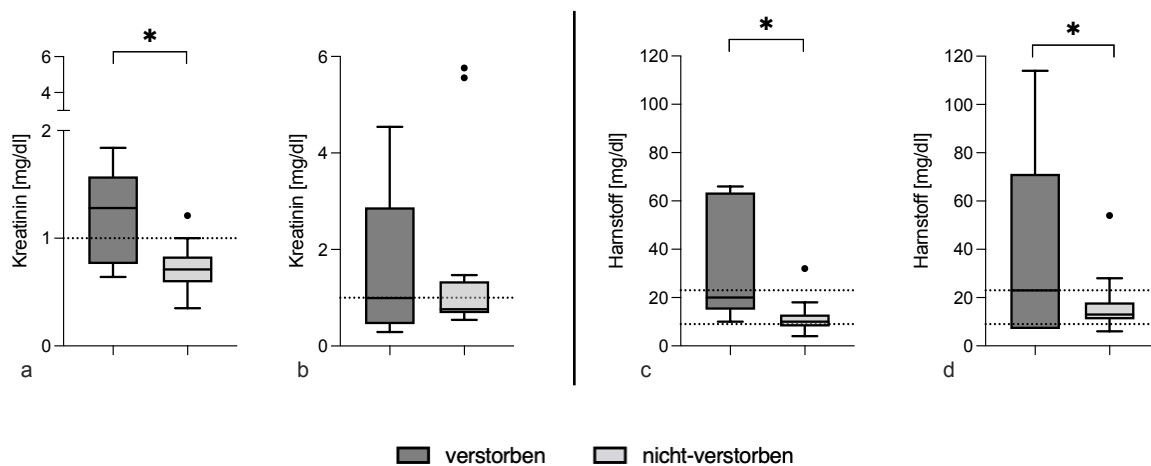 *
6
4
2
1
0
Kreatinin [mg/dl]
a
6
4
2
0
Kreatinin [mg/dl]
b
*
120
100
80
60
40
20
0
Harnstoff [mg/dl]
c
*
120
100
80
60
40
20
0
Harnstoff [mg/dl]
d
verstorben
nicht-verstorben